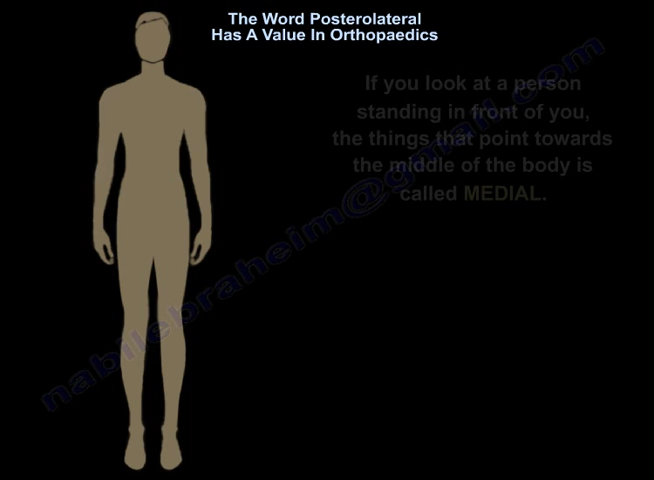 The Word Posterolateral
Has A Value In Orthopaedics
If you look at a person
standing in front of you,
the things that point towards
the middle of the body is
called MEDIAL.
nabilebraheim@gmail.com